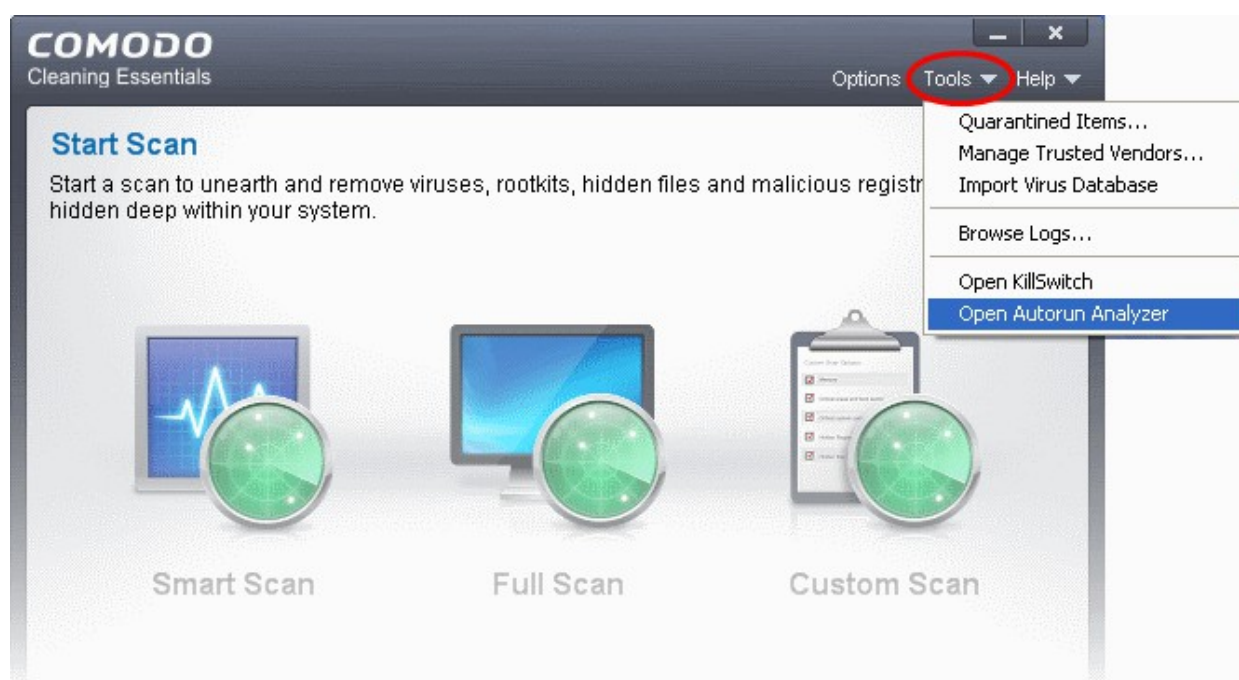 COMODO
Cleaning Essentials
Options Tools Help
Quarantined Items...
Manage Trusted Vendors...
Import Virus Database
Browse Logs...
Open KillSwitch
Open Autorun Analyzer
Start Scan
Start a scan to unearth and remove viruses, rootkits, hidden files and malicious registr
hidden deep within your system.
Smart Scan
Full Scan
Custom Scan